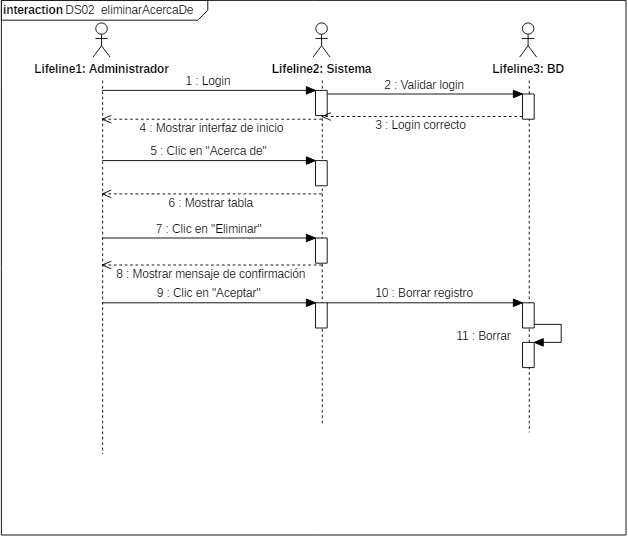 interaction DS02 eliminarAcercaDe
Lifeline1: Administrador
Lifeline2: Sistema
Lifeline3: BD
1 : Login
2 : Validar login
3 : Login correcto
4 : Mostrar interfaz de inicio
5 : Clic en "Acerca de"
6 : Mostrar tabla
7 : Clic en "Eliminar"
8 : Mostrar mensaje de confirmación
9 : Clic en "Aceptar"
10 : Borrar registro
11 : Borrar